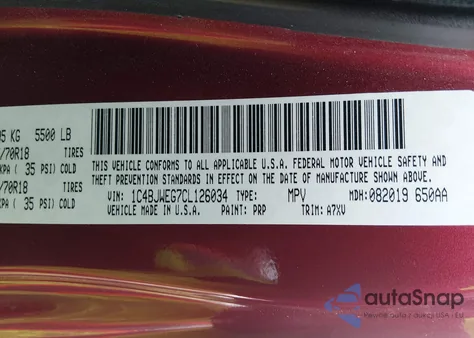 05 KG 5500 LB
/70R18 TIRES
KPA ( 35 PSI) COLD
/70R18 TIRES
KPA ( 35 PSI) COLD
THIS VEHICLE CONFORMS TO ALL APPLICABLE U.S.A. FEDERAL MOTOR VEHICLE SAFETY AND
THEFT PREVENTION STANDARDS IN EFFECT ON THE DATE OF MANUFACTURE SHOWN ABOVE.
VIN: 1C4BJWEG7CL126034 TYPE: MPV MDH: 082019 650AA
VEHICLE MADE IN U.S.A. PAINT: PRP TRIM: A7XV
autaSnap